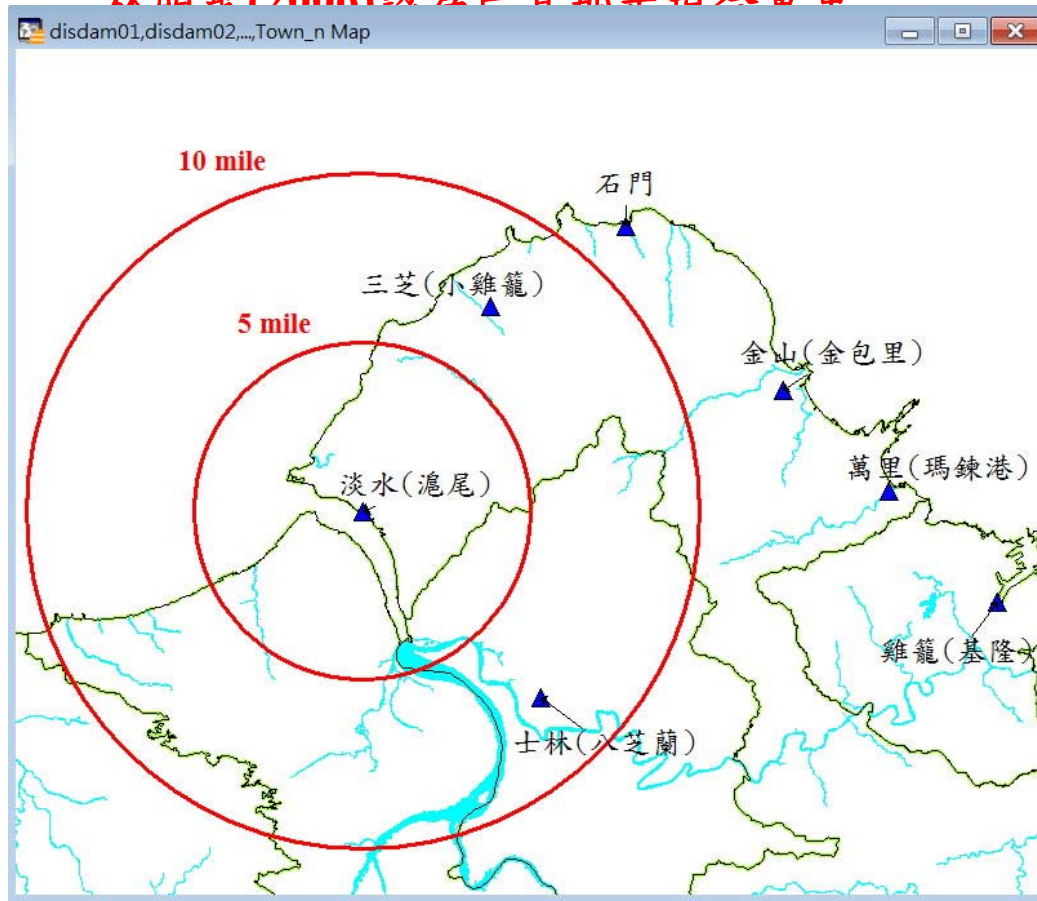 disdam01,disdam02,...,Town_n Map
10 mile
石門
三芝(小雞籠)
5 mile
金山(金包里)
萬里(瑪鍊港)
淡水(滬尾)
雞籠(基隆)
士林(八芝蘭)